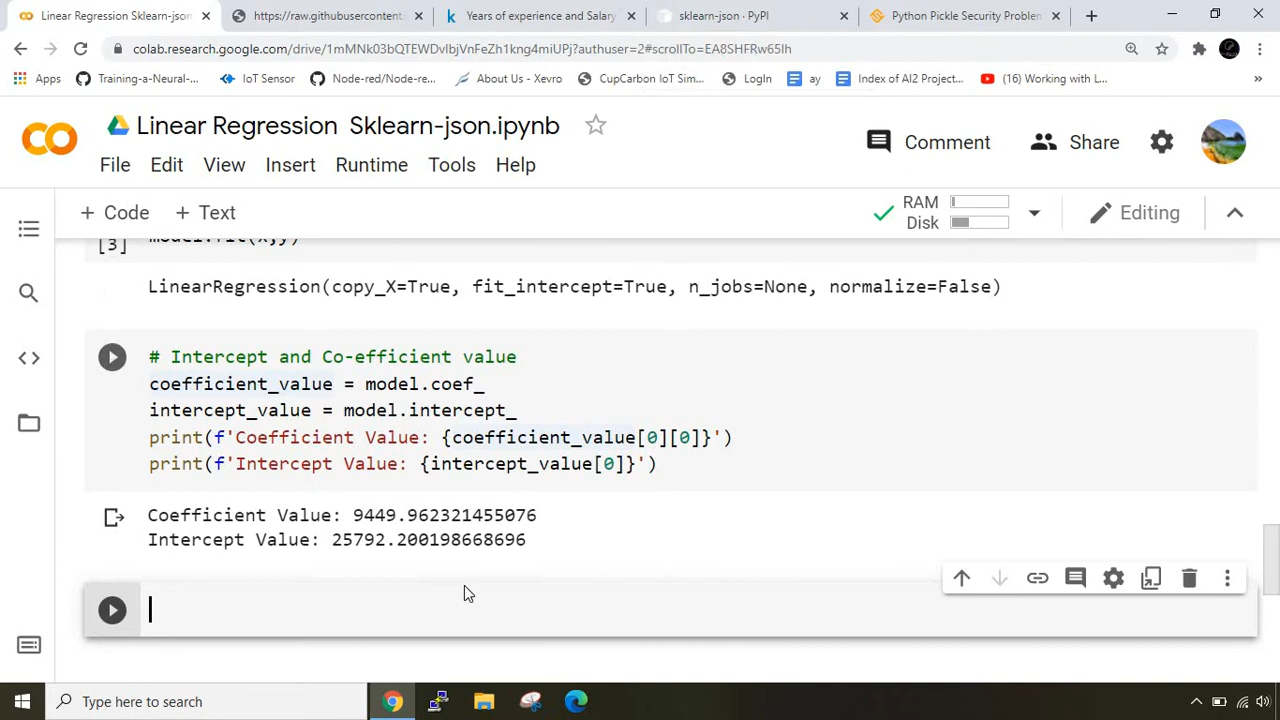 Linear Regression Sklearn-json
https://raw.githubusercontent
Years of experience and Salary
sklearn-json · PyPI
Python Pickle Security Problem
colab.research.google.com/drive/1mMNk03bQTEWDvlbjVnFeZh1kng4miUPj?authuser=2#scrollTo=EA8SHFRw65lh
Apps
Training-a-Neural-...
IoT Sensor
Node-red/Node-re...
About Us - Xevro
CupCarbon IoT Sim...
LogIn
ay
Index of AI2 Project...
(16) Working with L...
Linear Regression Sklearn-json.ipynb
Comment
Share
File Edit View Insert Runtime Tools Help
+ Code + Text
RAM
Disk
Editing
[3] model.fit(x,y)
LinearRegression(copy_X=True, fit_intercept=True, n_jobs=None, normalize=False)
# Intercept and Co-efficient value
coefficient_value = model.coef_
intercept_value = model.intercept_
print(f'Coefficient Value: {coefficient_value[0][0]}')
print(f'Intercept Value: {intercept_value[0]}')
Coefficient Value: 9449.962321455076
Intercept Value: 25792.200198668696
Type here to search